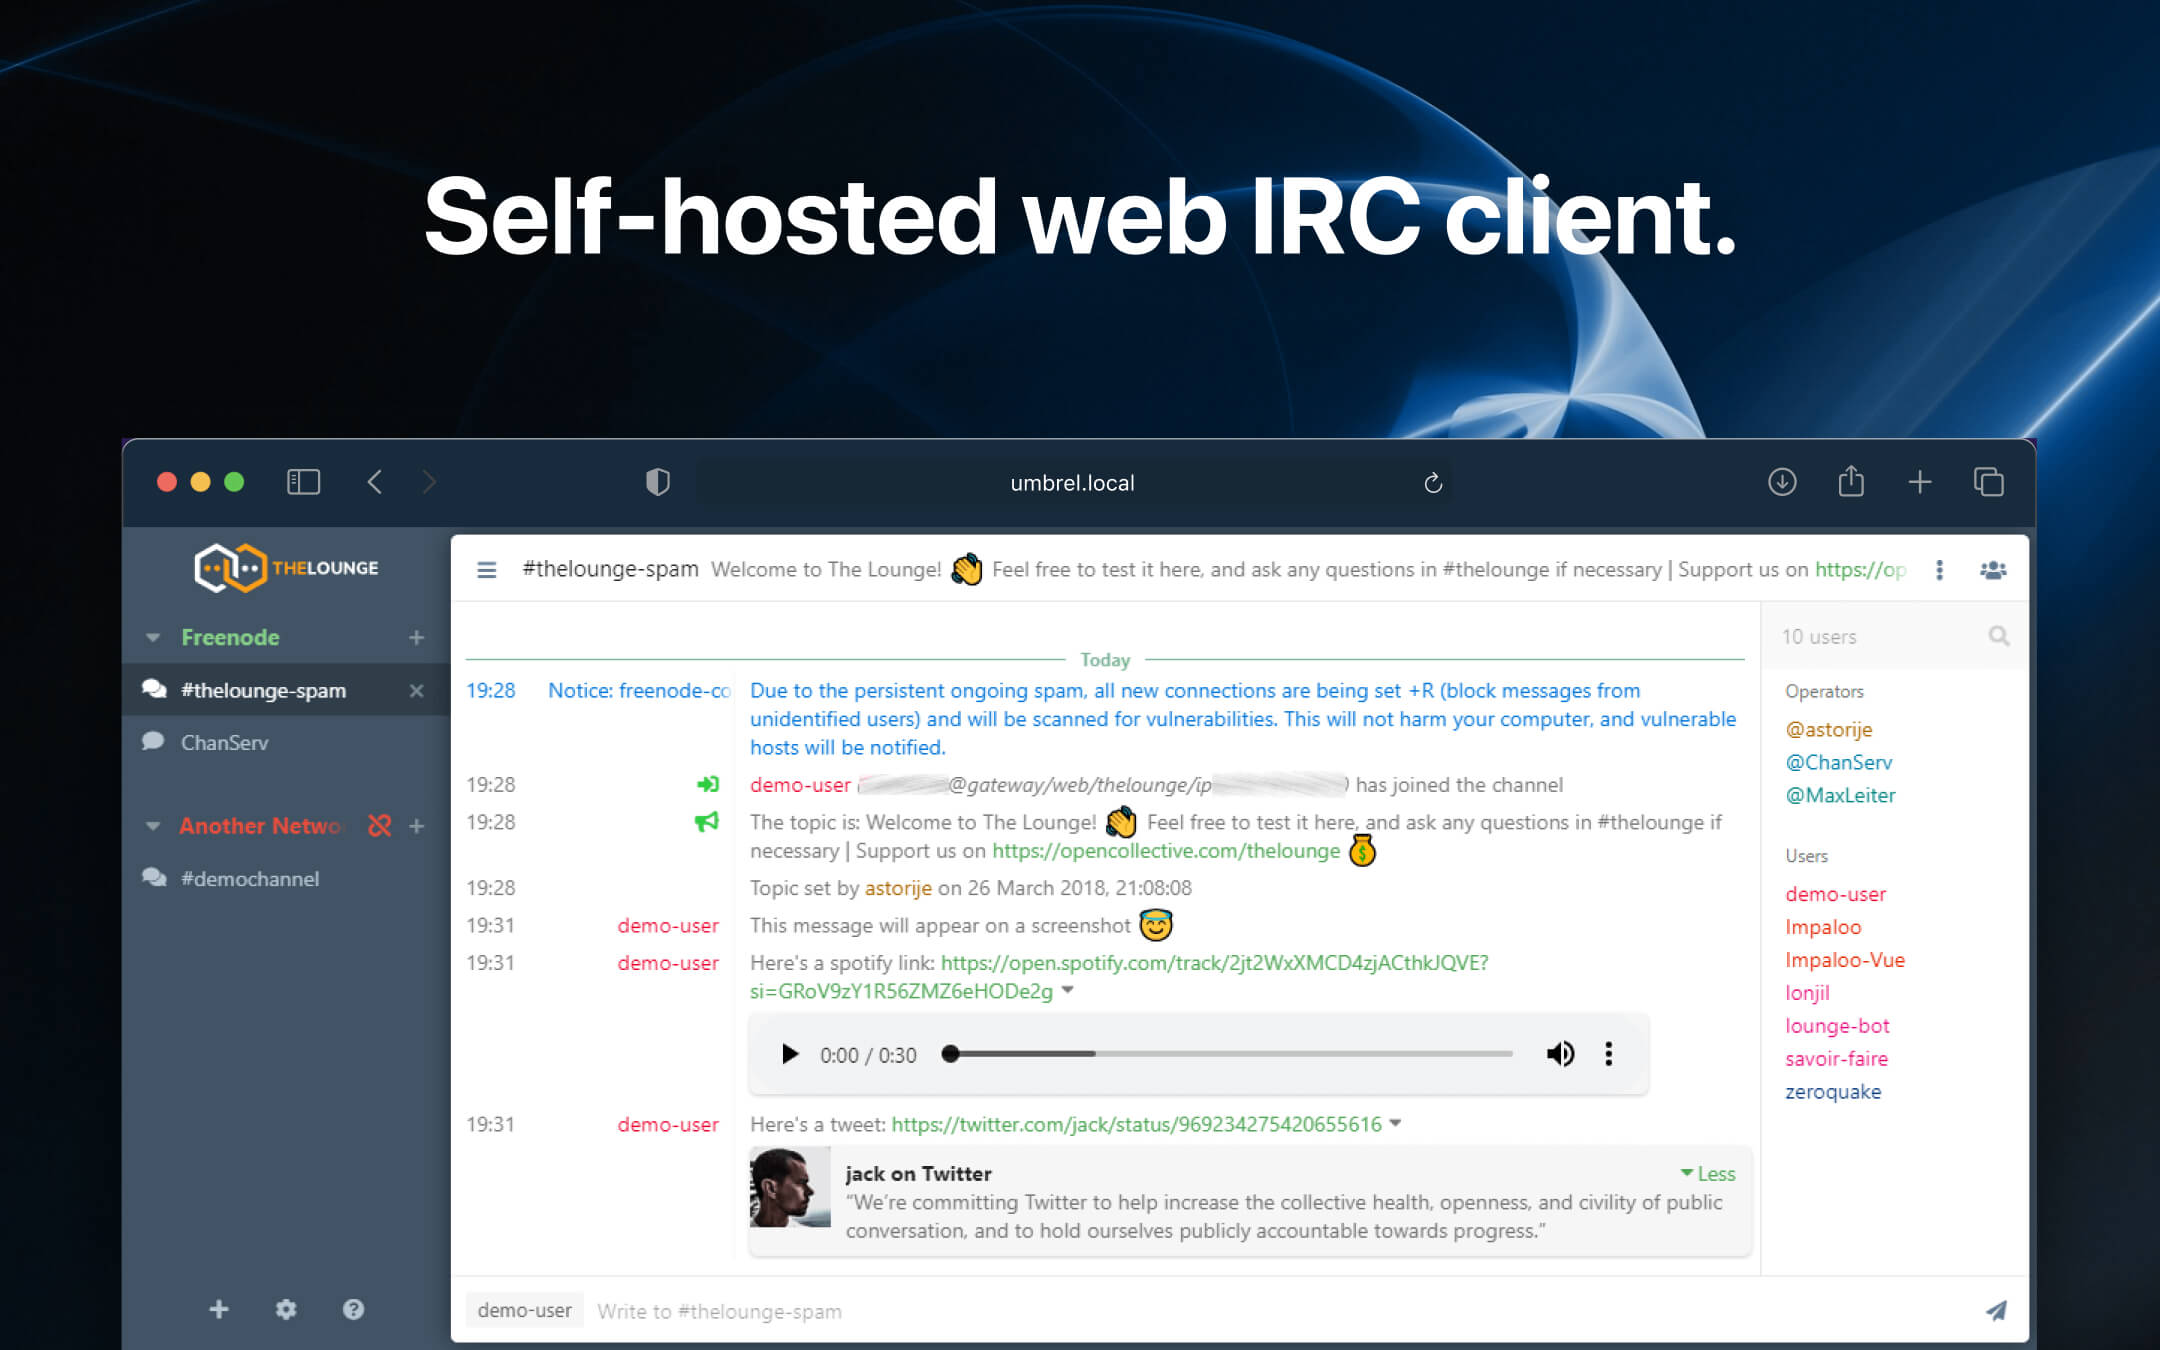 Self-hosted web IRC client.
umbrel.local
THELOUNGE
Freenode
#thelounge-spam
ChanServ
Another Netwo
#demochannel
#thelounge-spam Welcome to The Lounge! 👋 Feel free to test it here, and ask any questions in #thelounge if necessary | Support us on https://op
Today
19:28 Notice: freenode-co Due to the persistent ongoing spam, all new connections are being set +R (block messages from
unidentified users) and will be scanned for vulnerabilities. This will not harm your computer, and vulnerable
hosts will be notified.
19:28 demo-user ( @gateway/web/thelounge/ip ) has joined the channel
19:28 The topic is: Welcome to The Lounge! 👋 Feel free to test it here, and ask any questions in #thelounge if
necessary | Support us on https://opencollective.com/thelounge 💰
19:28 Topic set by astorije on 26 March 2018, 21:08:08
19:31 demo-user This message will appear on a screenshot 😇
19:31 demo-user Here's a spotify link: https://open.spotify.com/track/2jt2WxXMCD4zjACthkJQVE?
si=GRoV9zY1R56ZMZ6eHODe2g
0:00 / 0:30
19:31 demo-user Here's a tweet: https://twitter.com/jack/status/969234275420655616
jack on Twitter Less
“We’re committing Twitter to help increase the collective health, openness, and civility of public
conversation, and to hold ourselves publicly accountable towards progress.”
demo-user Write to #thelounge-spam
10 users
Operators
@astorije
@ChanServ
@MaxLeiter
Users
demo-user
Impaloo
Impaloo-Vue
lonjil
lounge-bot
savoir-faire
zeroquake